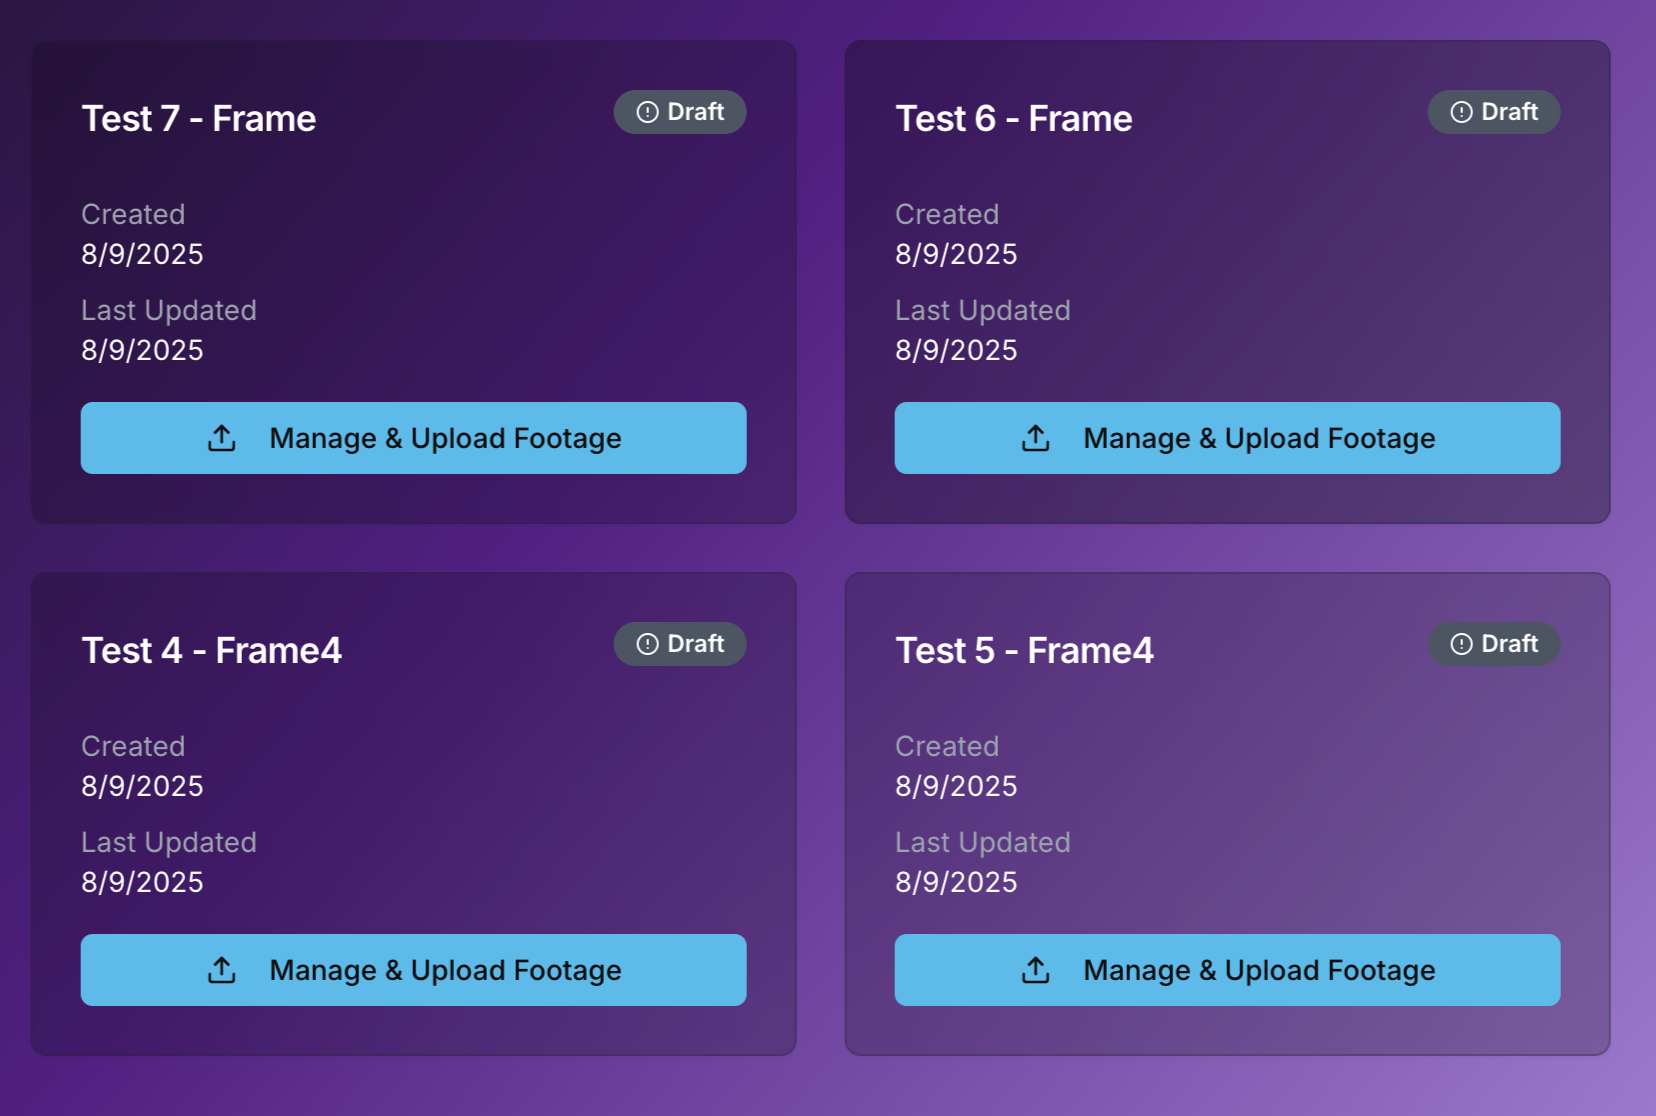 Test 7 - Frame
Draft
Created
8/9/2025
Last Updated
8/9/2025
Manage & Upload Footage
Test 6 - Frame
Draft
Created
8/9/2025
Last Updated
8/9/2025
Manage & Upload Footage
Test 4 - Frame4
Draft
Created
8/9/2025
Last Updated
8/9/2025
Manage & Upload Footage
Test 5 - Frame4
Draft
Created
8/9/2025
Last Updated
8/9/2025
Manage & Upload Footage